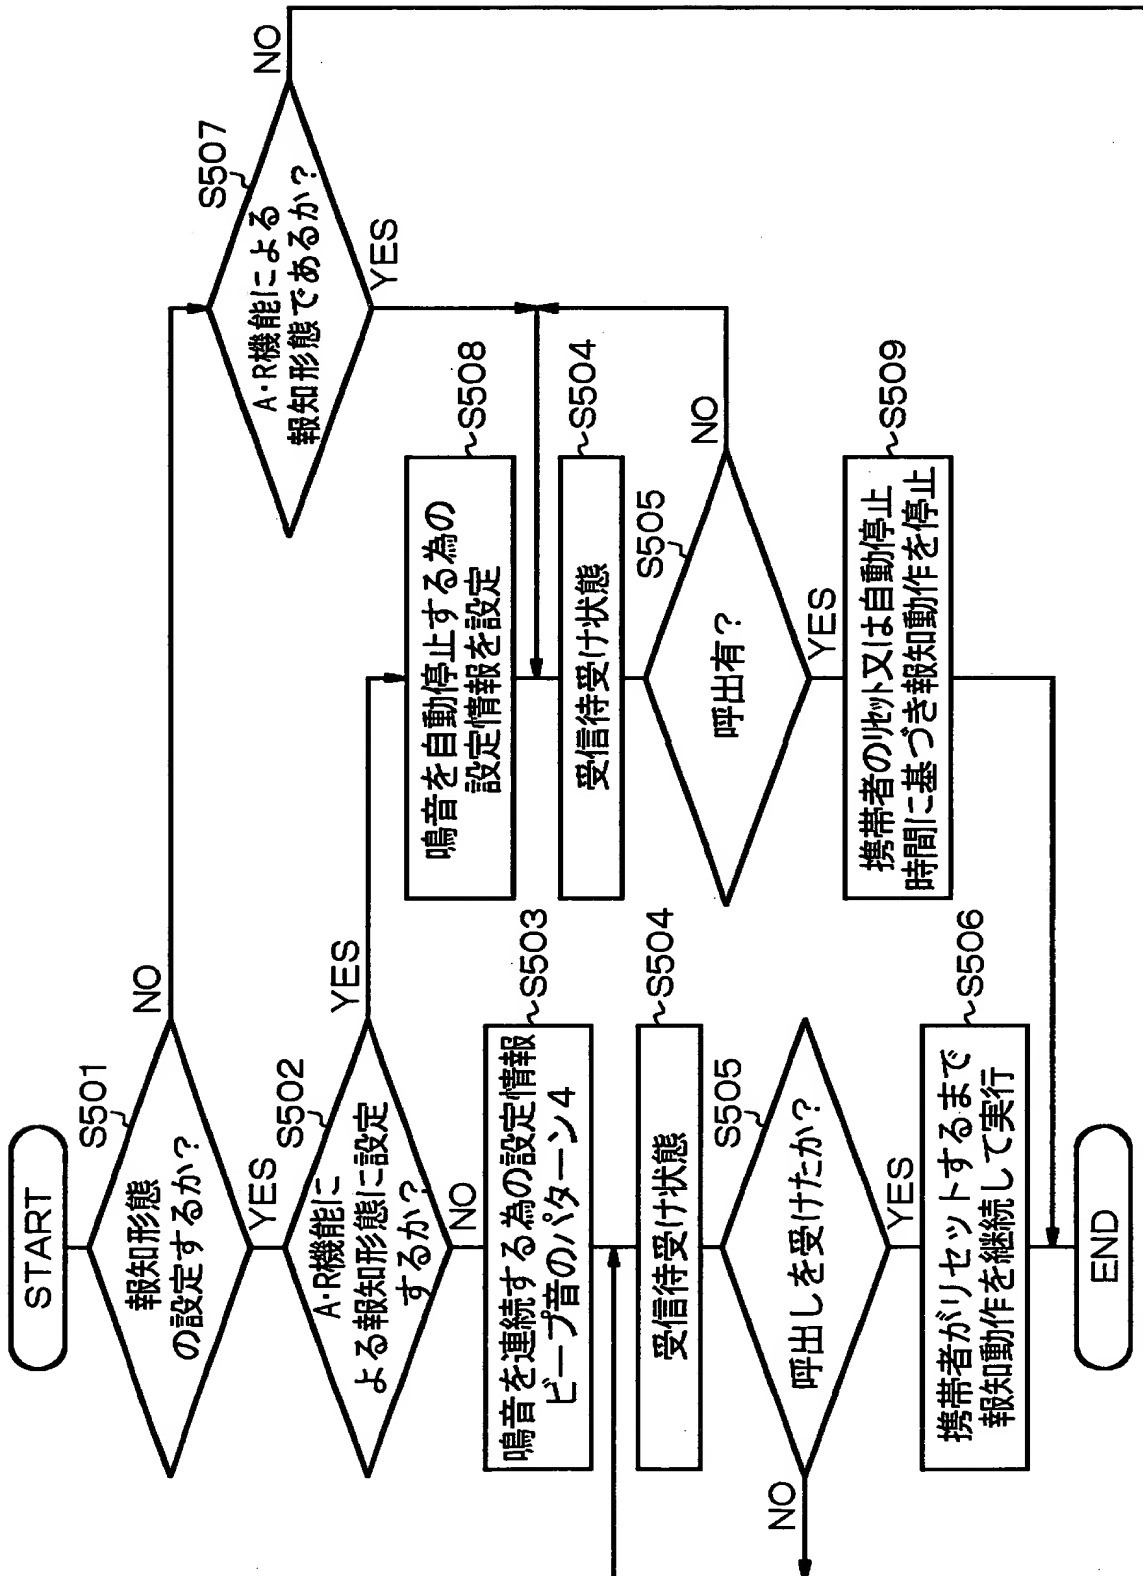 START
S501
報知形態
の設定するか?
NO
YES
S502
A・R機能に
よる報知形態に設定
するか?
YES
NO
S503
鳴音を連続する為の設定情報
ビープ音のパターン4
S504
受信待受け状態
S505
呼出しを受けたか?
NO
YES
S506
携帯者がリセットするまで
報知動作を継続して実行
END
S507
A・R機能による
報知形態であるか?
NO
YES
S508
鳴音を自動停止する為の
設定情報を設定
S504
受信待受け状態
S505
呼出有?
NO
YES
S509
携帯者のリセット又は自動停止
時間に基づき報知動作を停止